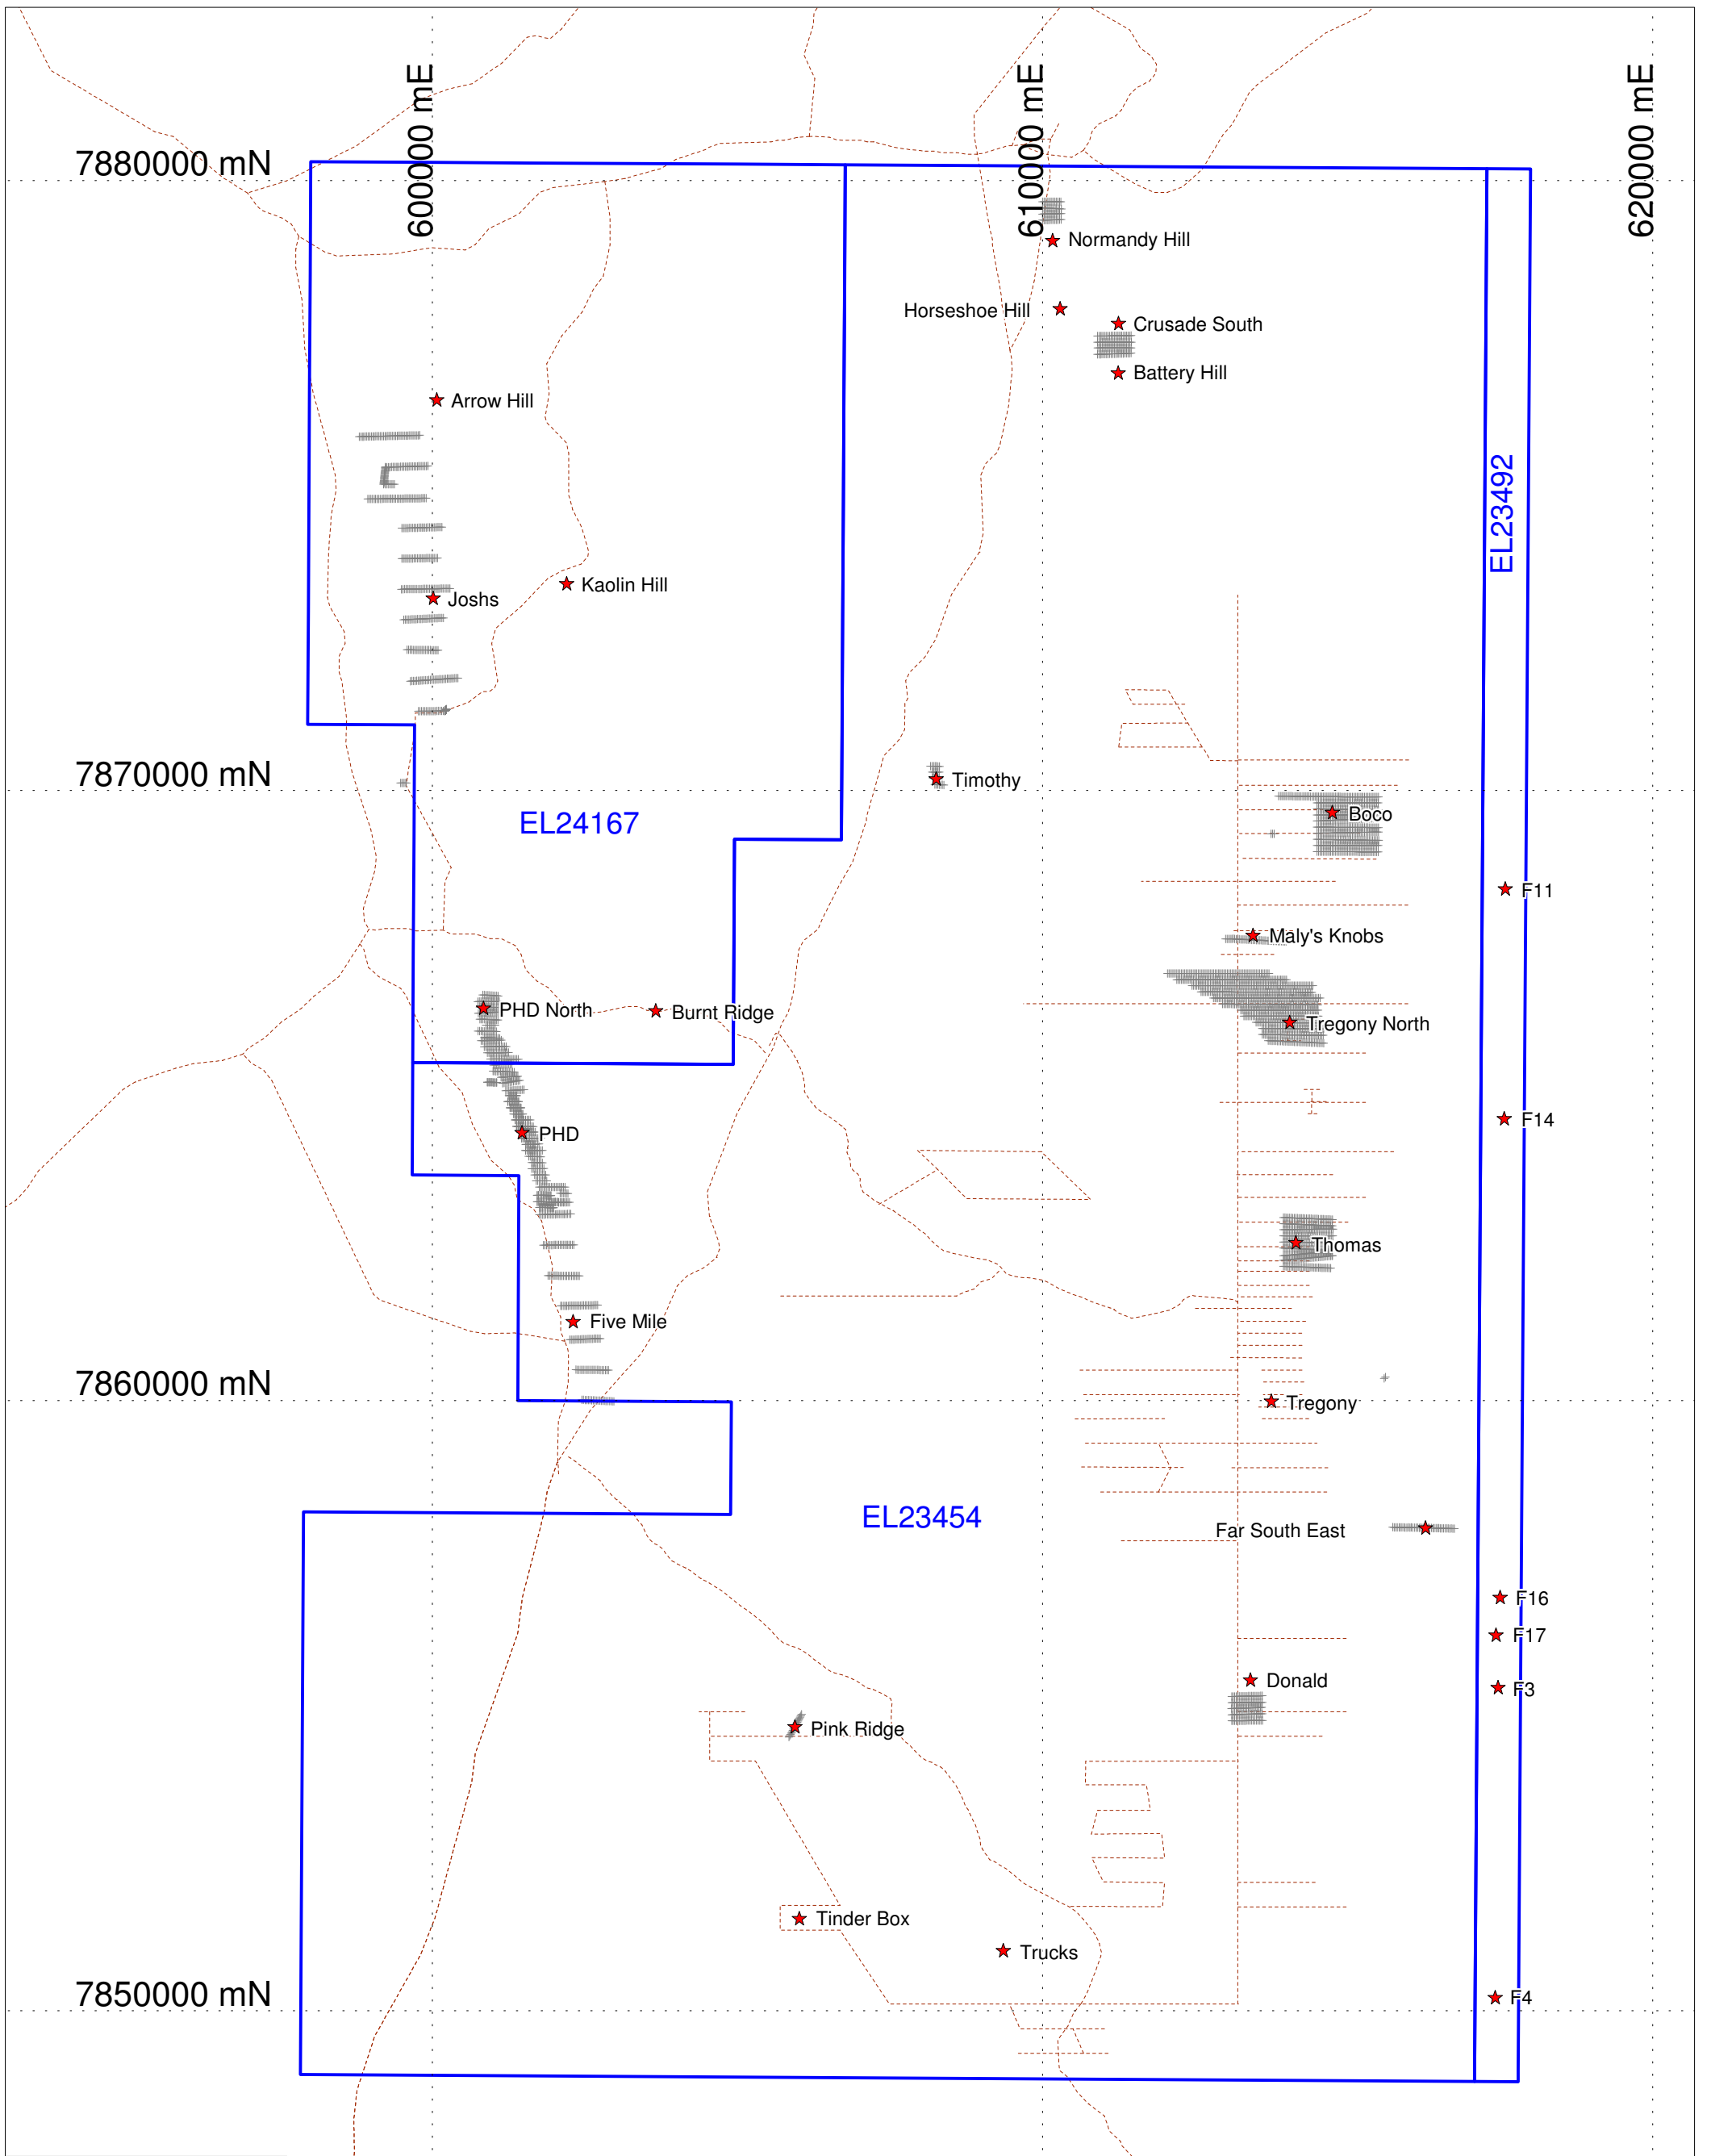 600000 mE
610000 mE
620000 mE
7880000 mN
Normandy Hill
Horseshoe Hill
Crusade South
Battery Hill
Arrow Hill
EL23492
Kaolin Hill
Joshs
7870000 mN
Timothy
EL24167
Boco
F11
Maly's Knobs
PHD North
Burnt Ridge
Tregony North
F14
PHD
Thomas
Five Mile
7860000 mN
Tregony
EL23454
Far South East
F16
F17
Donald
F3
Pink Ridge
Tinder Box
Trucks
7850000 mN
F4